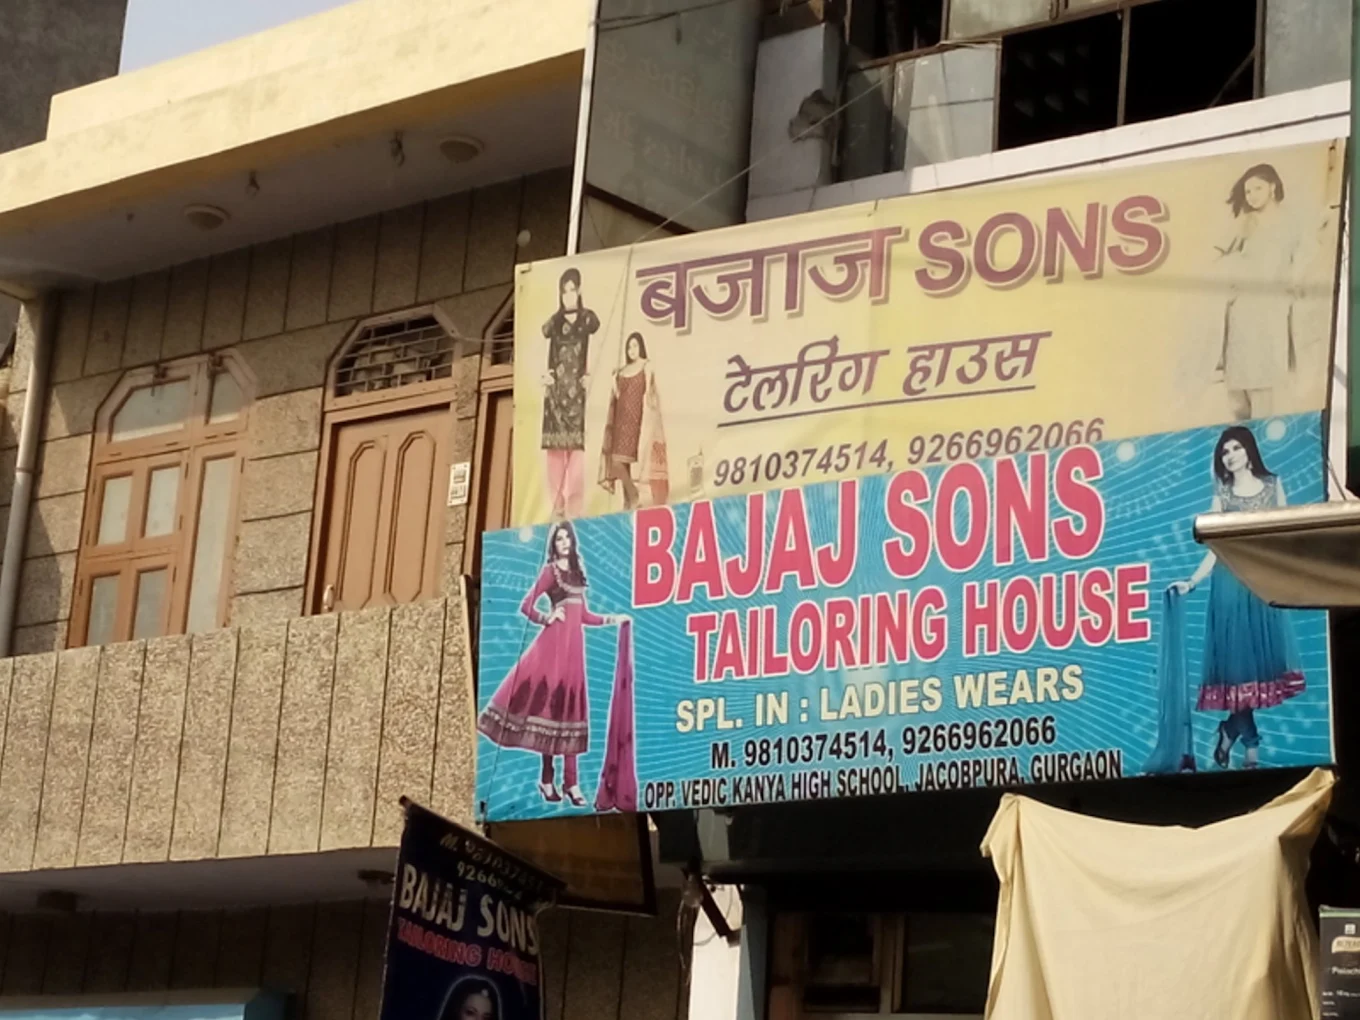 बजाज SONS
टेलरिंग हाउस
9810374514, 9266962066
BAJAJ SONS
TAILORING HOUSE
SPL. IN : LADIES WEARS
M. 9810374514, 9266962066
OPP. VEDIC KANYA HIGH SCHOOL, JACOBPURA, GURGAON
BAJAJ SONS
TAILORING HOUSE